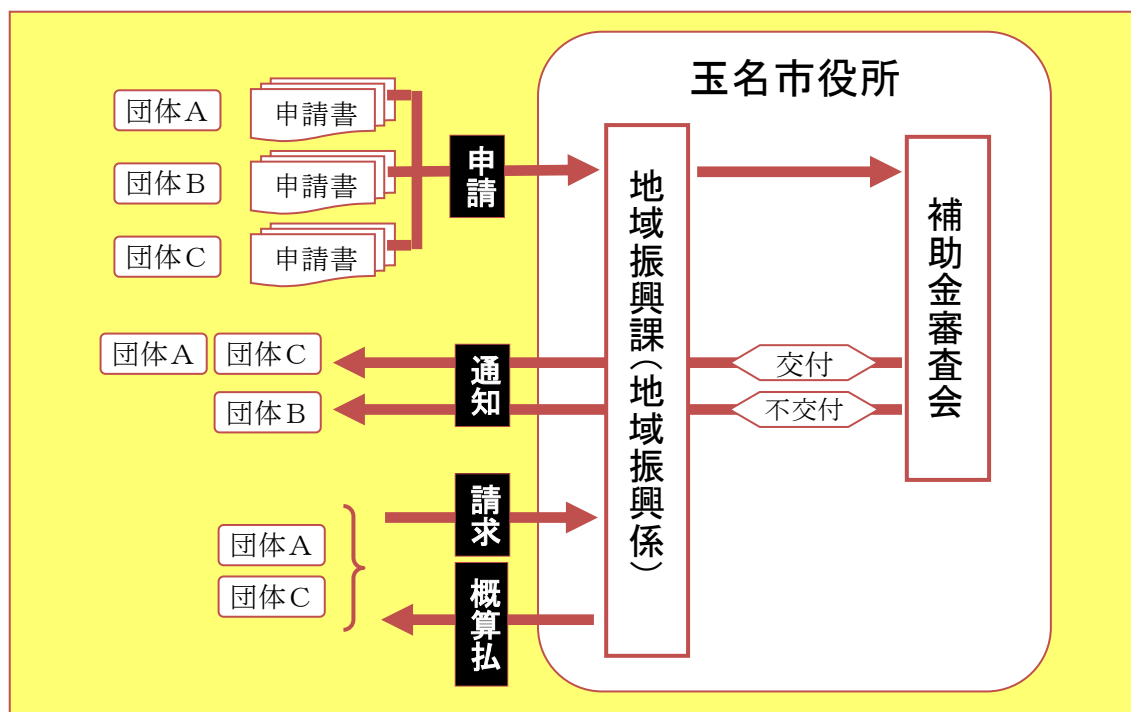 玉名市役所
団体A
申請書
団体B
申請書
団体C
申請書
申請
地域振興課(地域振興係)
補助金審査会
団体A
団体C
通知
交付
団体B
不交付
請求
団体A
団体C
概算払